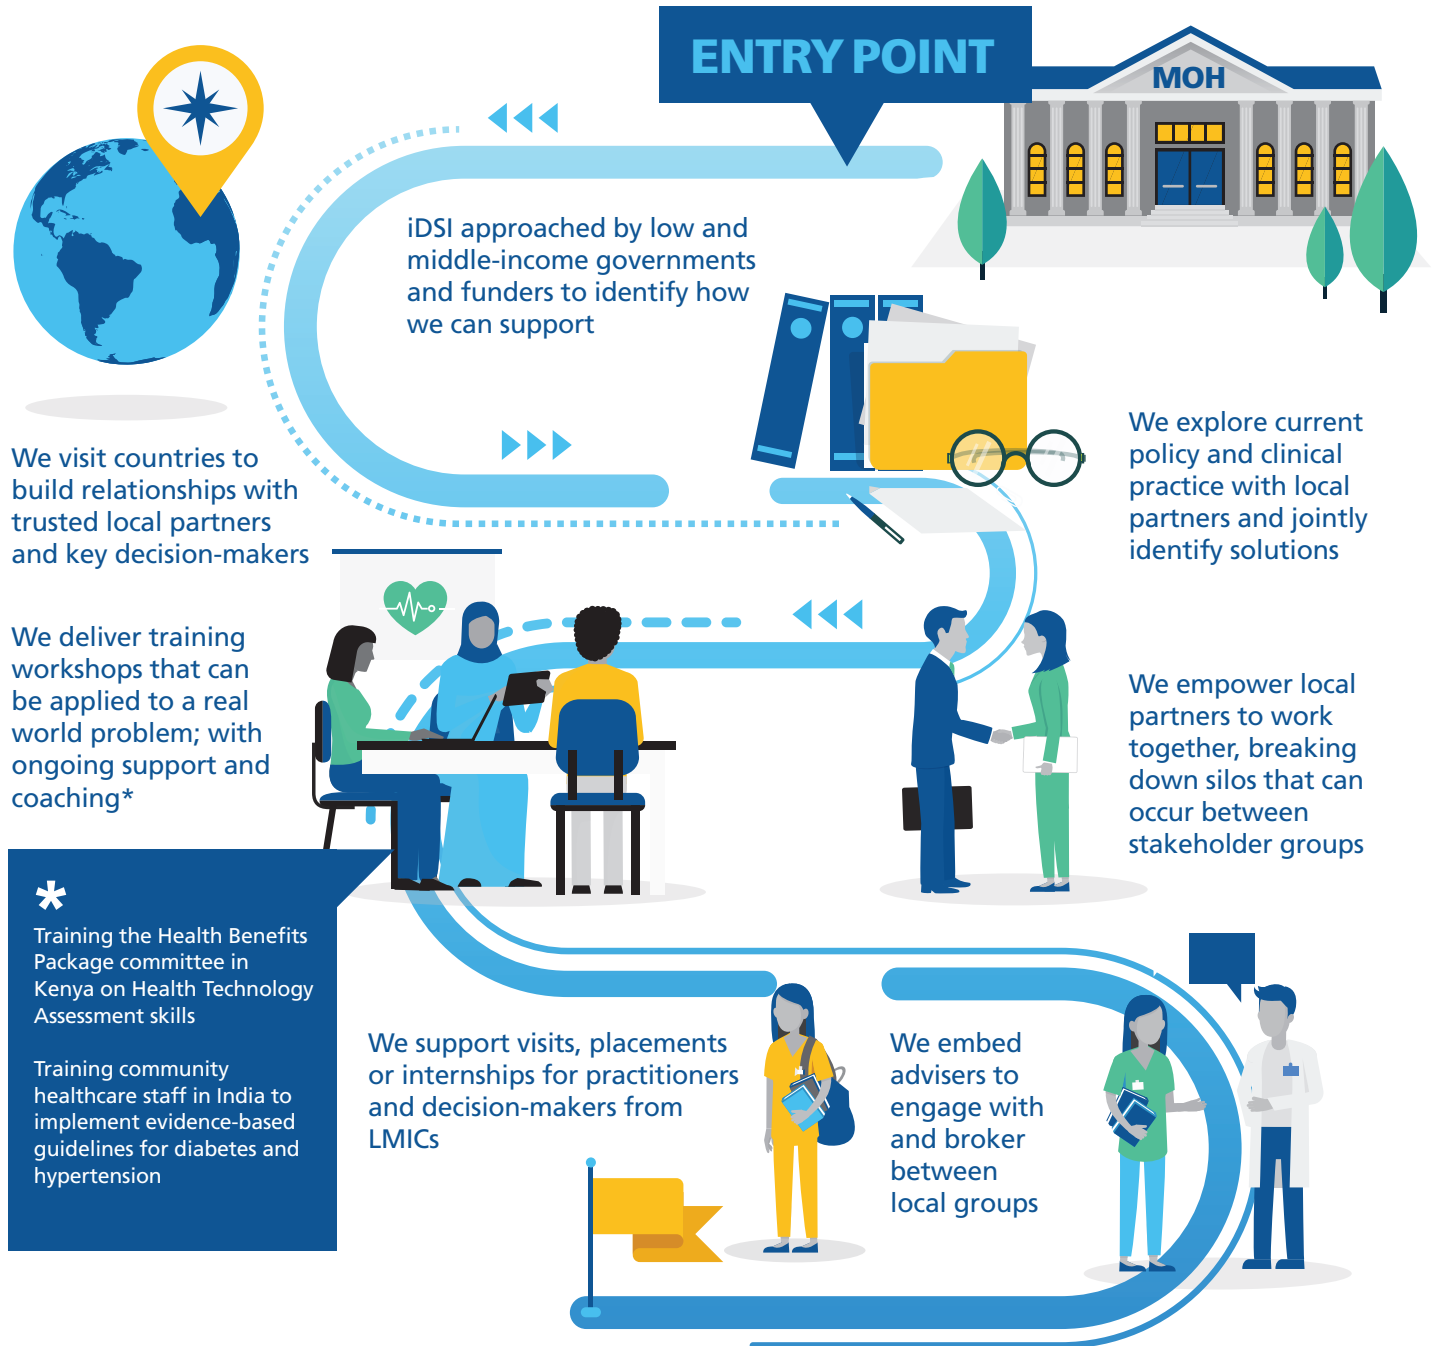 ENTRY POINT
MOH
iDSI approached by low and
middle-income governments
and funders to identify how
we can support
We visit countries to
build relationships with
trusted local partners
and key decision-makers
We explore current
policy and clinical
practice with local
partners and jointly
identify solutions
We empower local
partners to work
together, breaking
down silos that can
occur between
stakeholder groups
We deliver training
workshops that can
be applied to a real
world problem; with
ongoing support and
coaching*
*
Training the Health Benefits
Package committee in
Kenya on Health Technology
Assessment skills
Training community
healthcare staff in India to
implement evidence-based
guidelines for diabetes and
hypertension
We support visits, placements
or internships for practitioners
and decision-makers from
LMICs
We embed
advisers to
engage with
and broker
between
local groups